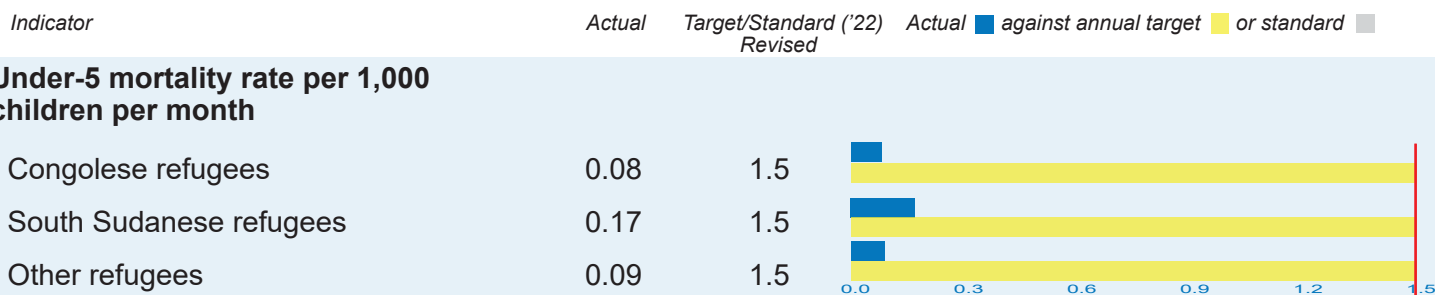 Indicator Actual Target/Standard ('22) Actual against annual target or standard
Revised
Under-5 mortality rate per 1,000
children per month
Congolese refugees 0.08 1.5
South Sudanese refugees 0.17 1.5
Other refugees 0.09 1.5
0.0 0.3 0.6 0.9 1.2 1.5